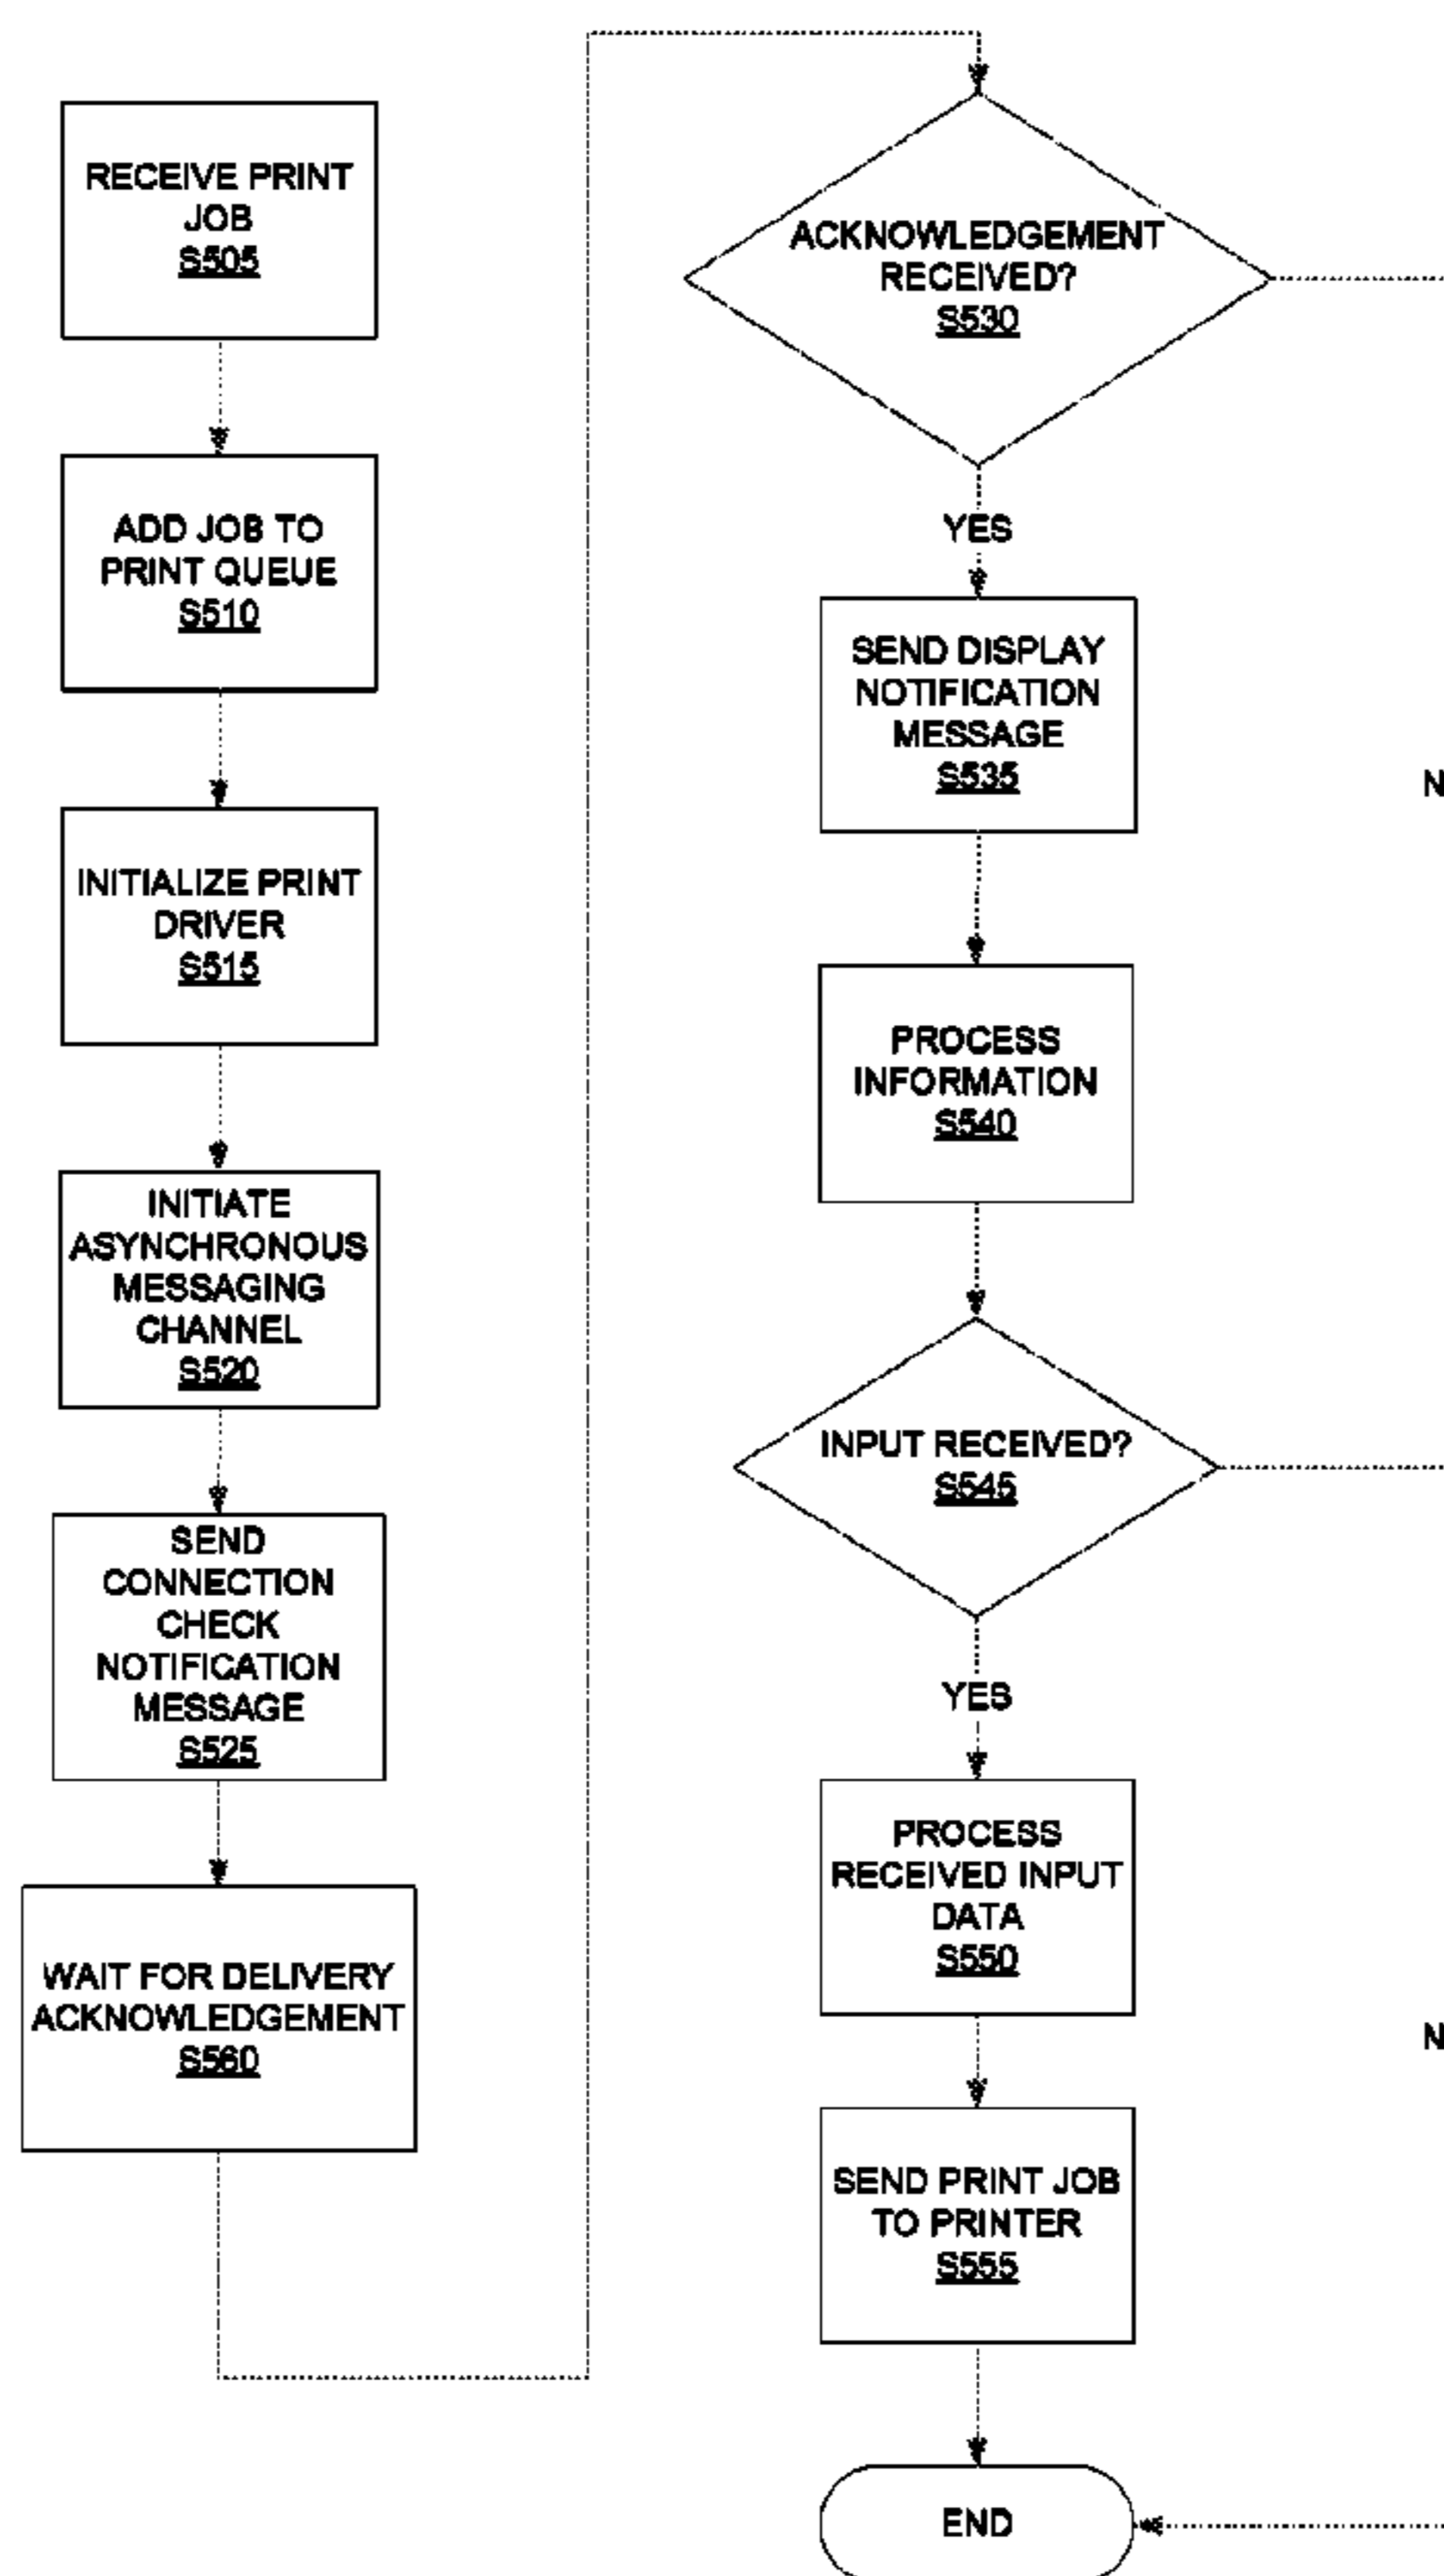 RECEIVE PRINT
JOB
S505
ADD JOB TO
PRINT QUEUE
S510
INITIALIZE PRINT
DRIVER
S515
INITIATE
ASYNCHRONOUS
MESSAGING
CHANNEL
S520
SEND
CONNECTION
CHECK
NOTIFICATION
MESSAGE
S525
WAIT FOR DELIVERY
ACKNOWLEDGEMENT
S560
ACKNOWLEDGEMENT
RECEIVED?
S530
YES
SEND DISPLAY
NOTIFICATION
MESSAGE
S535
N
PROCESS
INFORMATION
S540
INPUT RECEIVED?
S545
YES
PROCESS
RECEIVED INPUT
DATA
S550
N
SEND PRINT JOB
TO PRINTER
S555
END